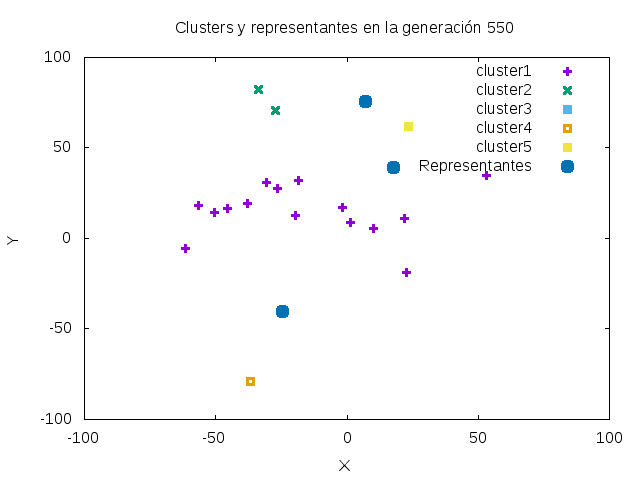 Clusters y representantes en la generación 550
100
50
0
-50
-100
Y
-100
-50
0
50
100
X
cluster1
cluster2
cluster3
cluster4
cluster5
Representantes